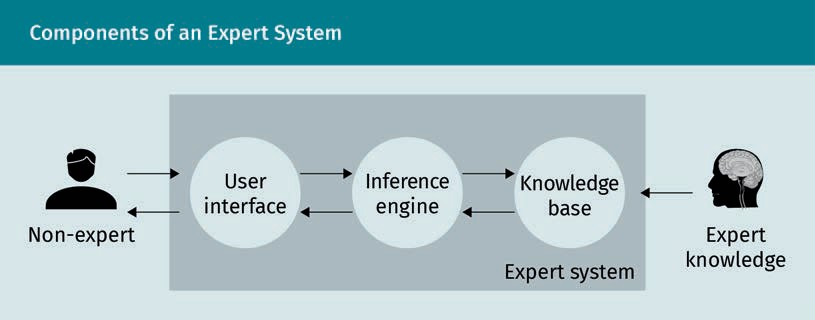 Components of an Expert System
Non-expert
User
interface
Inference
engine
Knowledge
base
Expert system
Expert
knowledge